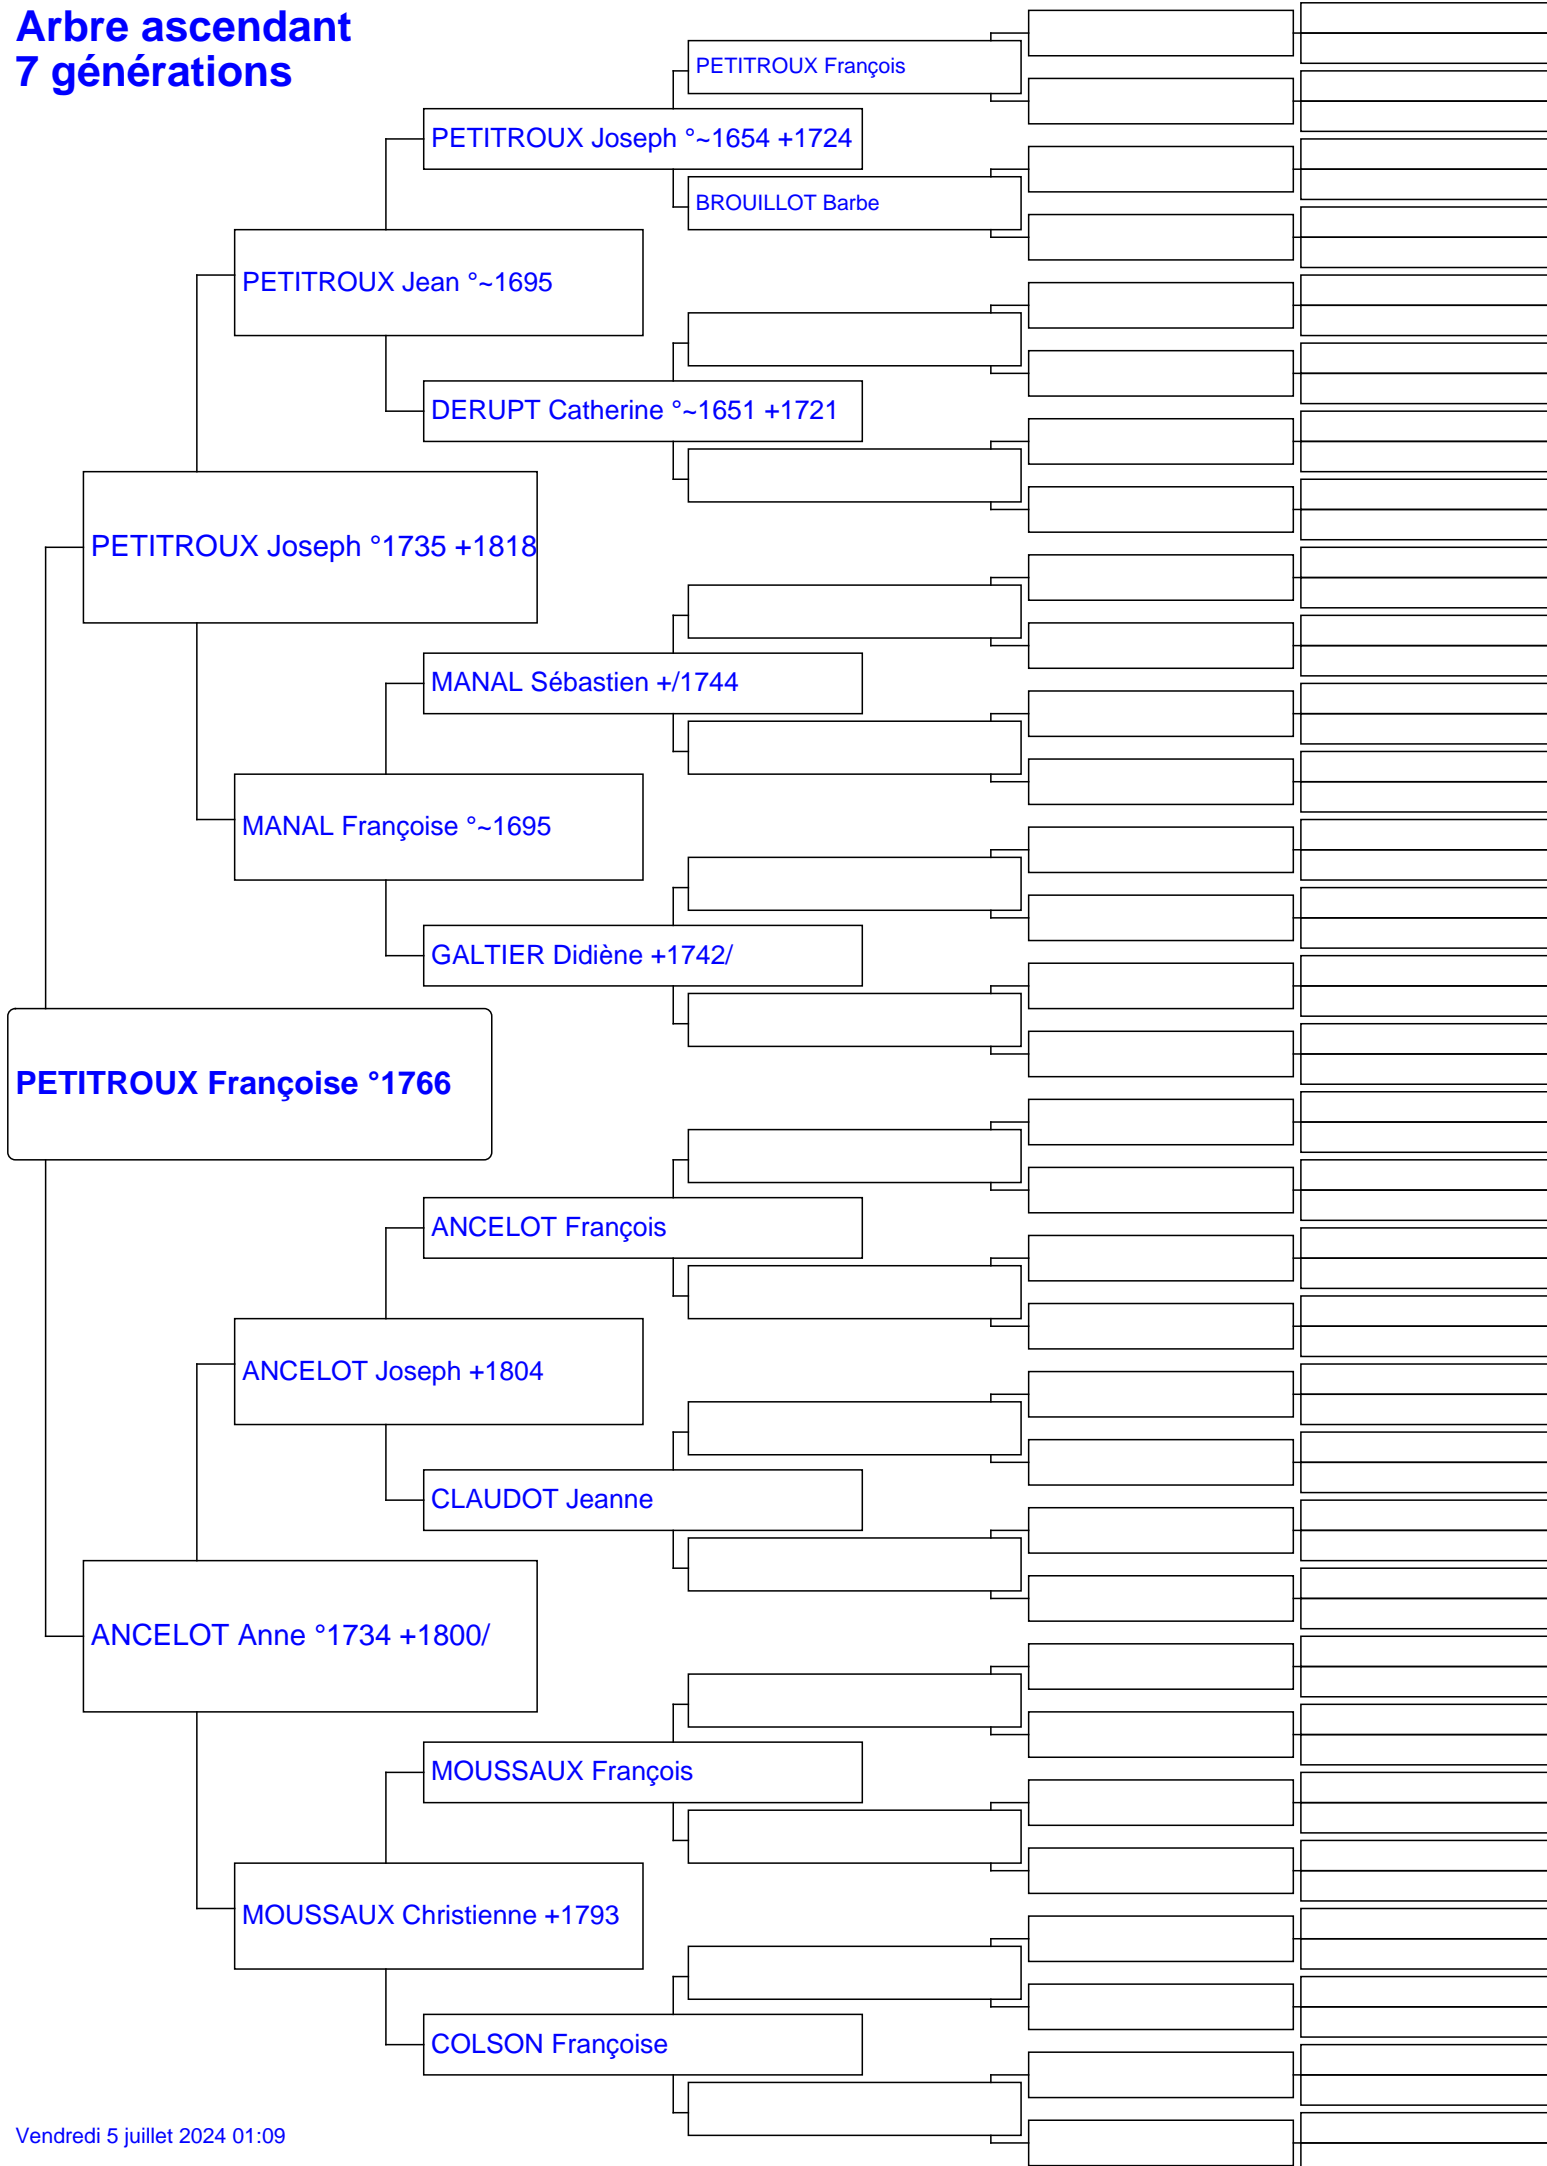 Arbre ascendant
7 générations
PETITROUX François
PETITROUX Joseph °~1654 +1724
BROUILLOT Barbe
PETITROUX Jean °~1695
DERUPT Catherine °~1651 +1721
PETITROUX Joseph °1735 +1818
MANAL Sébastien +/1744
MANAL Françoise °~1695
GALTIER Didiène +1742/
PETITROUX Françoise °1766
ANCELOT François
ANCELOT Joseph +1804
CLAUDOT Jeanne
ANCELOT Anne °1734 +1800/
MOUSSAUX François
MOUSSAUX Christienne +1793
COLSON Françoise
Vendredi 5 juillet 2024 01:09